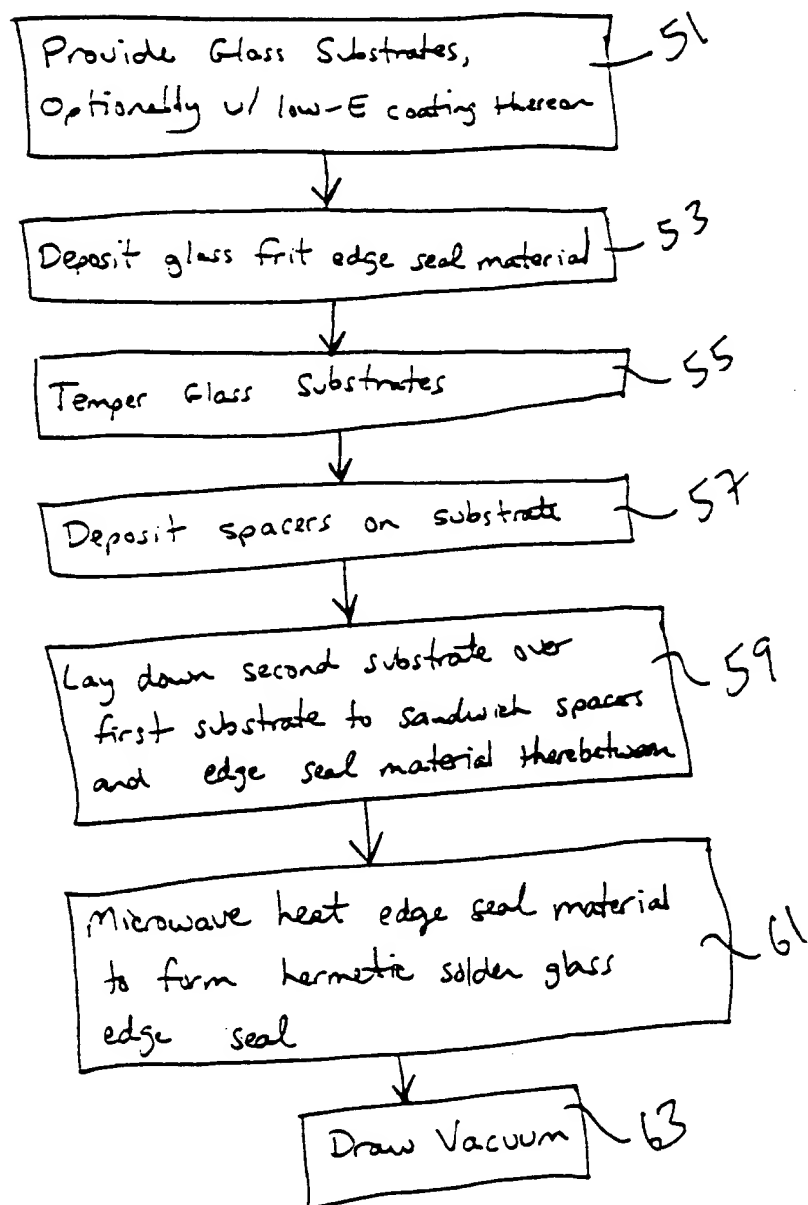 Provide Glass Substrates, 51
Optionally w/ low-E coating thereon
Deposit glass frit edge seal material 53
Temper Glass Substrates 55
Deposit spacers on substrate 57
Lay down second substrate over 59
first substrate to sandwich spaces
and edge seal material therebetween
Microwave heat edge seal material 61
to form hermetic solder glass
edge seal
Draw Vacuum 63